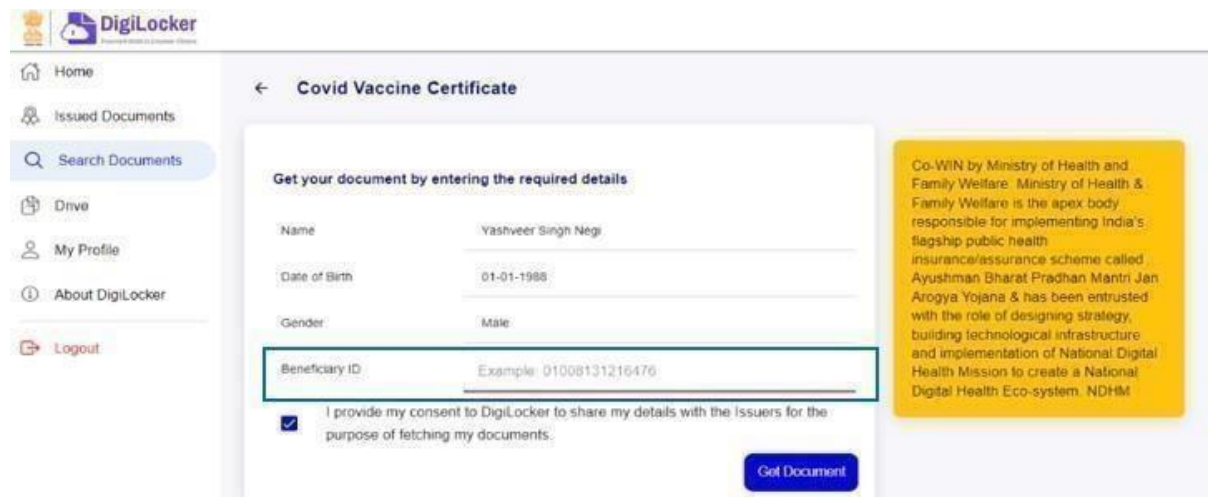 DigiLocker
Home
Issued Documents
Search Documents
Drive
My Profile
About DigiLocker
Logout
Covid Vaccine Certificate
Get your document by entering the required details
Name Yashveer Singh Negi
Date of Birth 01-01-1988
Gender Male
Beneficiary ID Example: 01008131216476
I provide my consent to DigiLocker to share my details with the Issuers for the
purpose of fetching my documents.
Get Document
Co-WIN by Ministry of Health and
Family Welfare. Ministry of Health &
Family Welfare is the apex body
responsible for implementing India's
flagship public health
insurance/assurance scheme called .
Ayushman Bharat Pradhan Mantri Jan
Arogya Yojana & has been entrusted
with the role of designing strategy,
building technological infrastructure
and implementation of National Digital
Health Mission to create a National
Digital Health Eco-system. NDHM